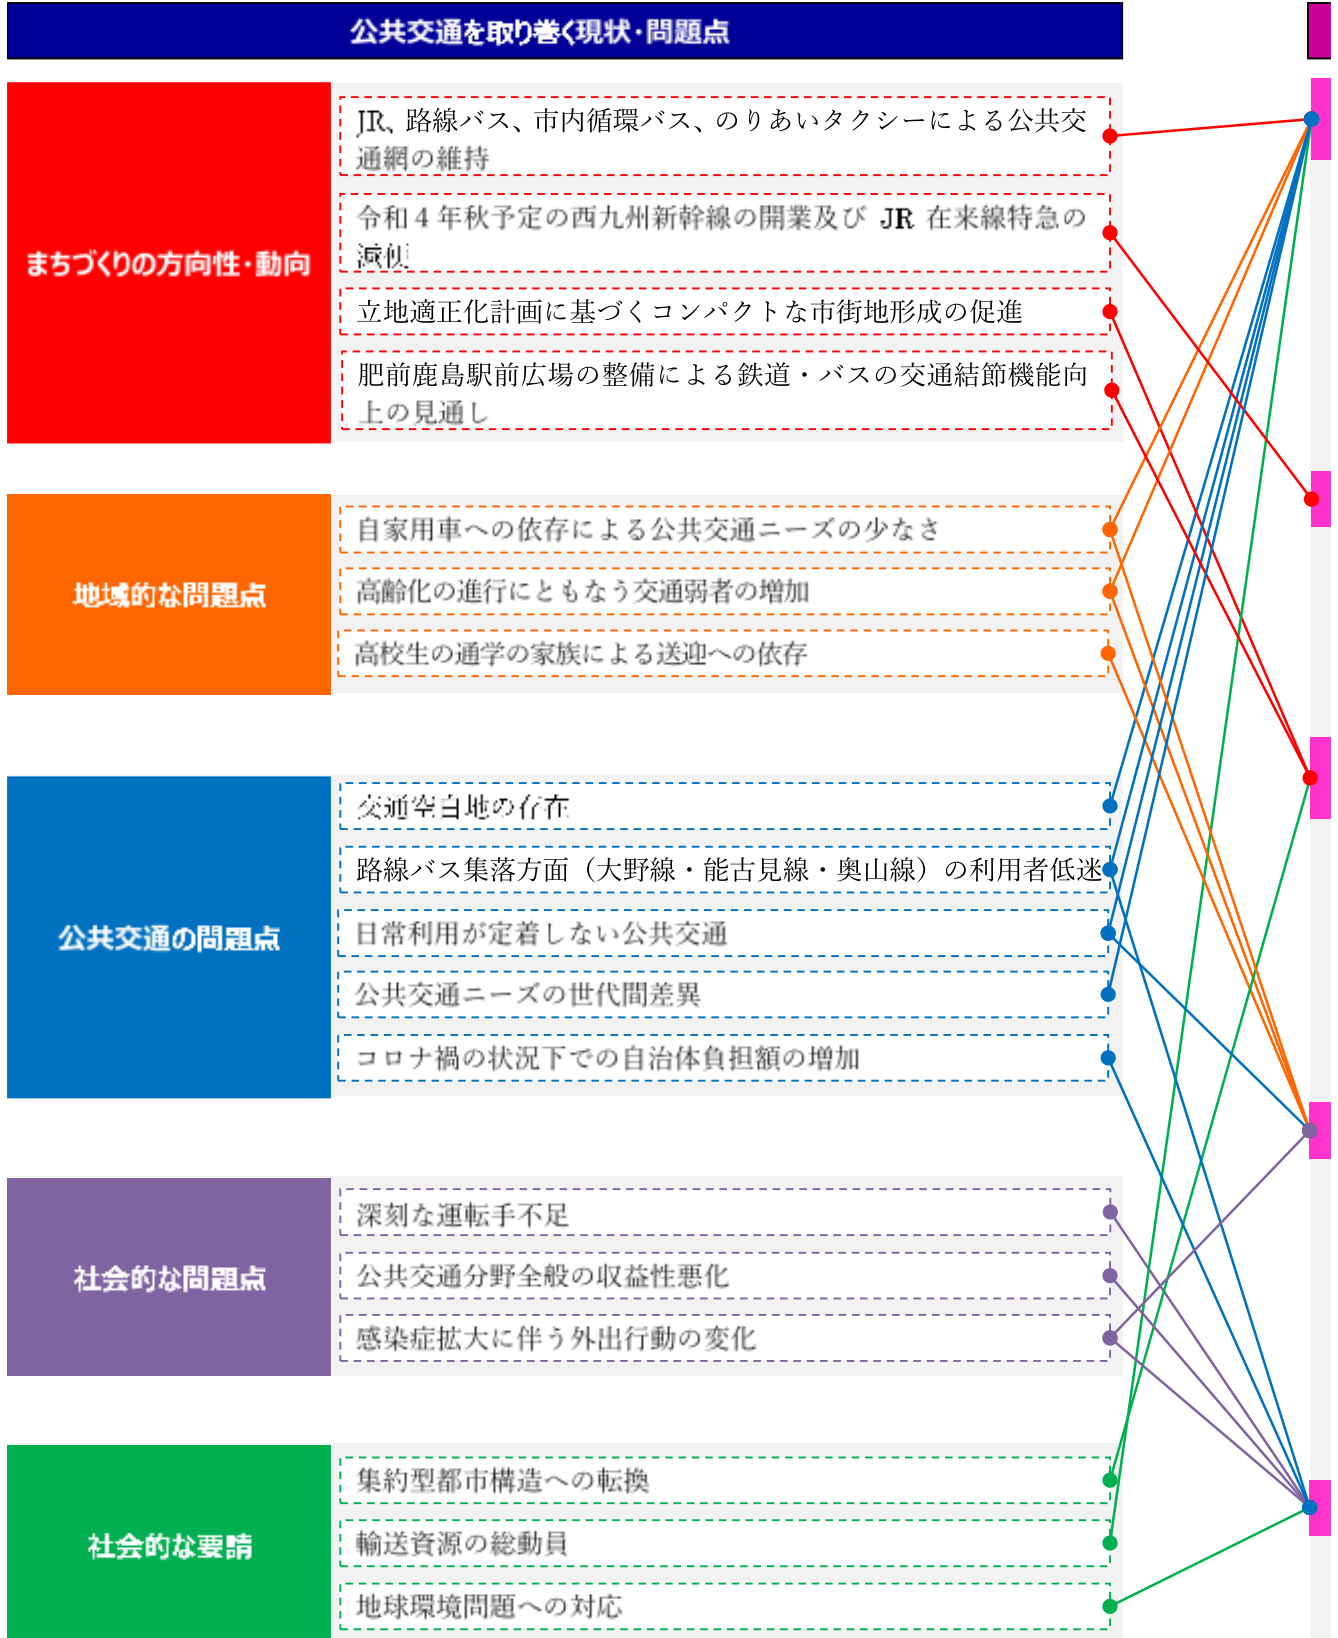 公共交通を取り巻く現状・問題点
まちづくりの方向性・動向
JR、路線バス、市内循環バス、のりあいタクシーによる公共交
通網の維持
令和4年秋予定の西九州新幹線の開業及び JR 在来線特急の
減便
立地適正化計画に基づくコンパクトな市街地形成の促進
肥前鹿島駅前広場の整備による鉄道・バスの交通結節機能向
上の見通し
地域的な問題点
自家用車への依存による公共交通ニーズの少なさ
高齢化の進行にともなう交通弱者の増加
高校生の通学の家族による送迎への依存
公共交通の問題点
交通空白地の存在
路線バス集落方面（大野線・能古見線・奥山線）の利用者低迷
日常利用が定着しない公共交通
公共交通ニーズの世代間差異
コロナ禍の状況下での自治体負担額の増加
社会的な問題点
深刻な運転手不足
公共交通分野全般の収益性悪化
感染症拡大に伴う外出行動の変化
社会的な要請
集約型都市構造への転換
輸送資源の総動員
地球環境問題への対応